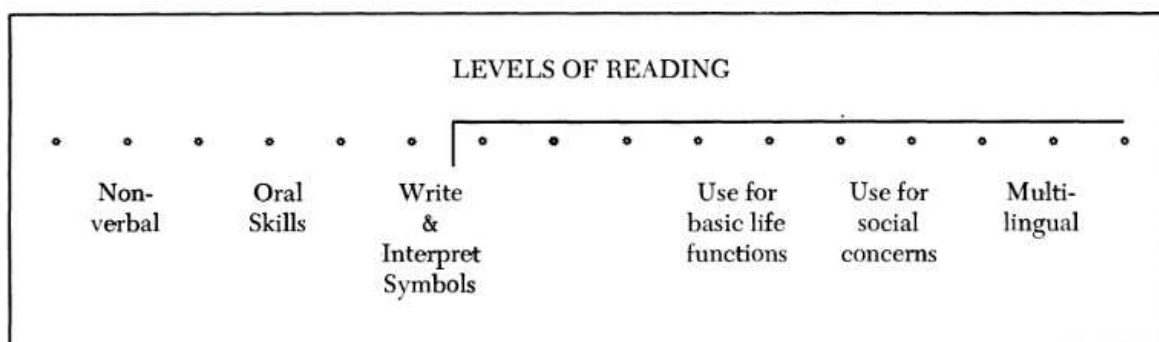 LEVELS OF READING
Non-
verbal
Oral
Skills
Write
&
Interpret
Symbols
Use for
basic life
functions
Use for
social
concerns
Multi-
lingual